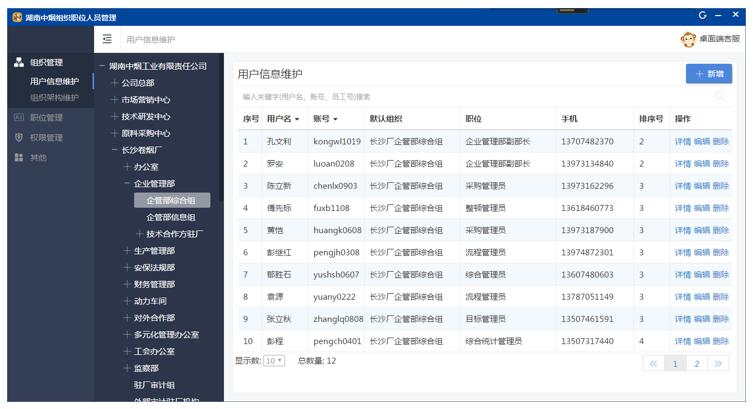 湖南中烟组织职位人员管理
用户信息维护
桌面端客服
组织管理
用户信息维护
组织架构维护
职位管理
权限管理
其他
湖南中烟工业有限责任公司
公司总部
市场营销中心
技术研发中心
原料采购中心
长沙卷烟厂
办公室
企业管理部
企管部综合组
企管部信息组
技术合作方驻厂
生产管理部
安保法规部
财务管理部
动力车间
对外合作部
多元化管理办公室
工会办公室
监察部
驻厂审计组
外部审计驻厂机构
用户信息维护
+ 新增
输入关键字(用户名、账号、员工号)搜索
序号 用户名 账号 默认组织 职位 手机 排序号 操作
1 孔文利 kongwl1019 长沙厂企管部综合组 企业管理部副部长 13707482370 2 详情 编辑 删除
2 罗安 luoan0208 长沙厂企管部综合组 企业管理部副部长 13973134840 2 详情 编辑 删除
3 陈立新 chenlx0903 长沙厂企管部综合组 采购管理员 13973162296 3 详情 编辑 删除
4 傅先标 fuxb1108 长沙厂企管部综合组 整顿管理员 13618460773 3 详情 编辑 删除
5 黄恺 huangk0608 长沙厂企管部综合组 采购管理员 13973187900 3 详情 编辑 删除
6 彭继红 pengjh0308 长沙厂企管部综合组 流程管理员 13974872301 3 详情 编辑 删除
7 郁胜石 yushsh0607 长沙厂企管部综合组 综合管理员 13607480603 3 详情 编辑 删除
8 袁源 yuany0222 长沙厂企管部综合组 流程管理员 13787051149 3 详情 编辑 删除
9 张立秋 zhanglq0808 长沙厂企管部综合组 目标管理员 13507461591 3 详情 编辑 删除
10 彭程 pengch0401 长沙厂企管部综合组 综合统计管理员 13507317440 4 详情 编辑 删除
显示数: 10 总数量: 12
« 1 2 »